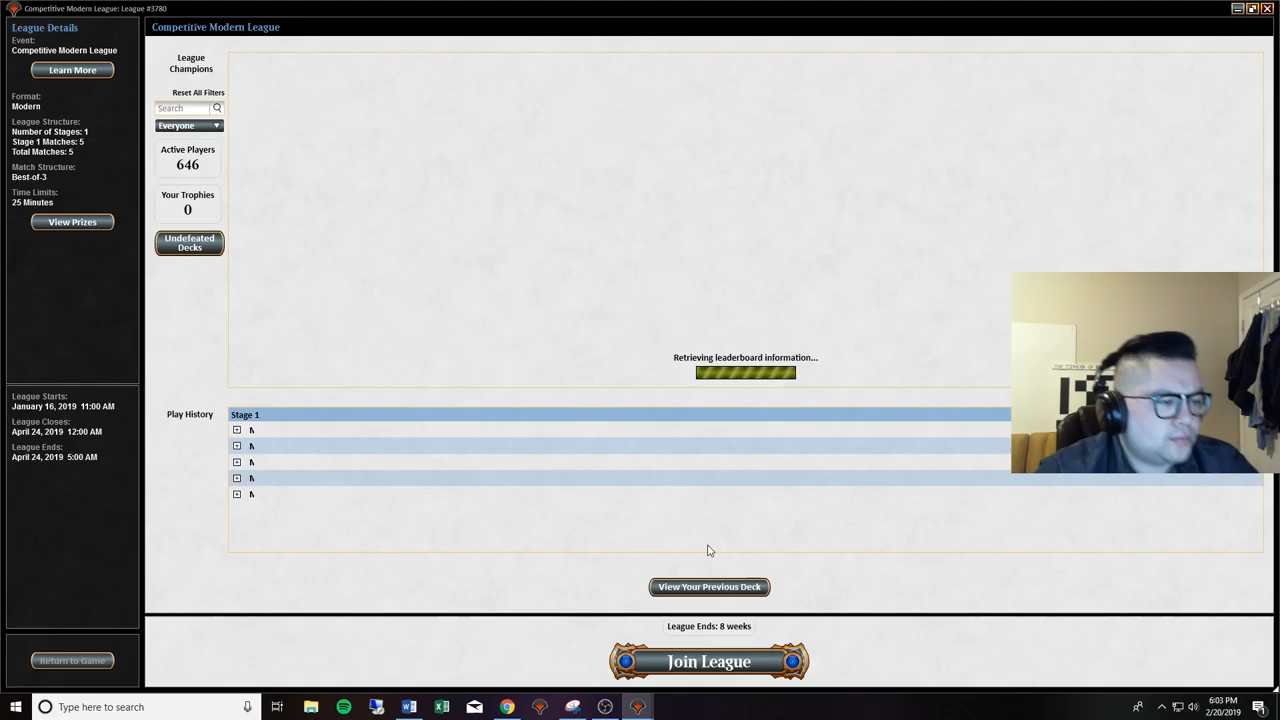 Competitive Modern League: League #3780
League Details
Event:
Competitive Modern League
Learn More
Format:
Modern
League Structure:
Number of Stages: 1
Stage 1 Matches: 5
Total Matches: 5
Match Structure:
Best-of-3
Time Limits:
25 Minutes
View Prizes
League Starts:
January 16, 2019 11:00 AM
League Closes:
April 24, 2019 12:00 AM
League Ends:
April 24, 2019 5:00 AM
Return to Game
Competitive Modern League
League
Champions
Reset All Filters
Search
Everyone
Active Players
646
Your Trophies
0
Undefeated
Decks
Retrieving leaderboard information...
Play History
Stage 1
View Your Previous Deck
League Ends: 8 weeks
Join League
Type here to search
6:03 PM
2/20/2019